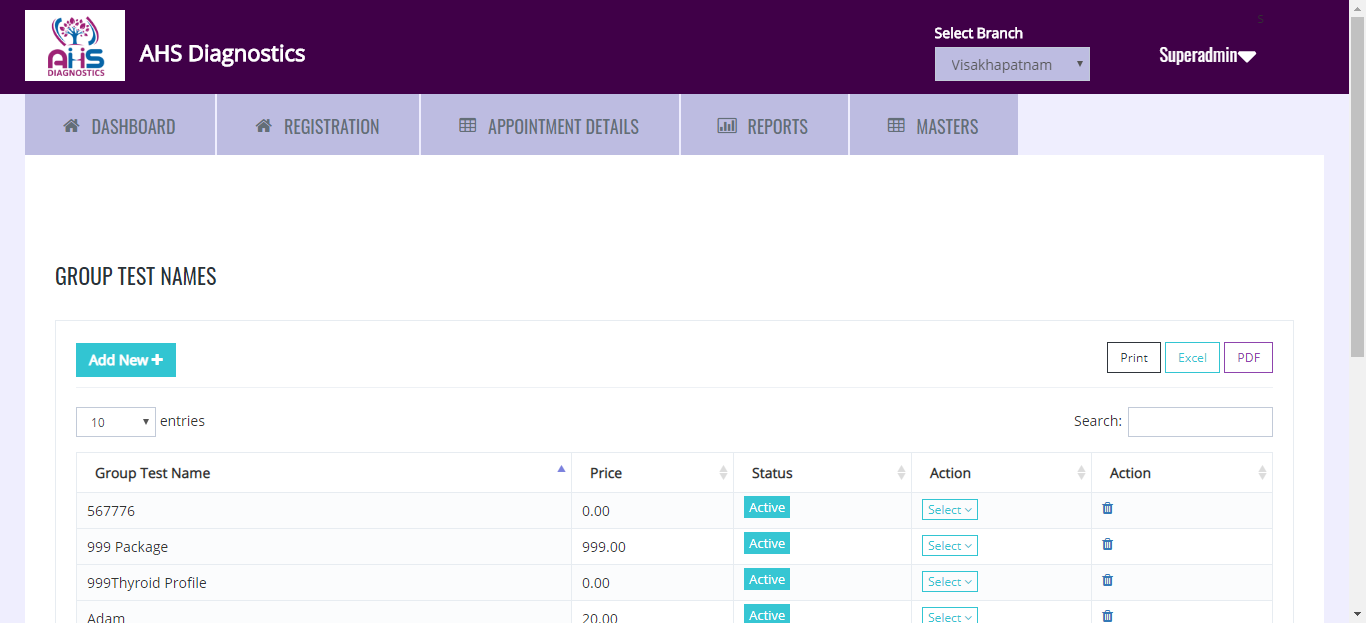 S
AHS
DIAGNOSTICS
AHS Diagnostics
Select Branch
Visakhapatnam
Superadmin
DASHBOARD
REGISTRATION
APPOINTMENT DETAILS
REPORTS
MASTERS
GROUP TEST NAMES
Add New
Print
Excel
PDF
10 entries
Search:
Group Test Name Price Status Action Action
567776 0.00 Active Select
999 Package 999.00 Active Select
999Thyroid Profile 0.00 Active Select
Adam 20.00 Active Select